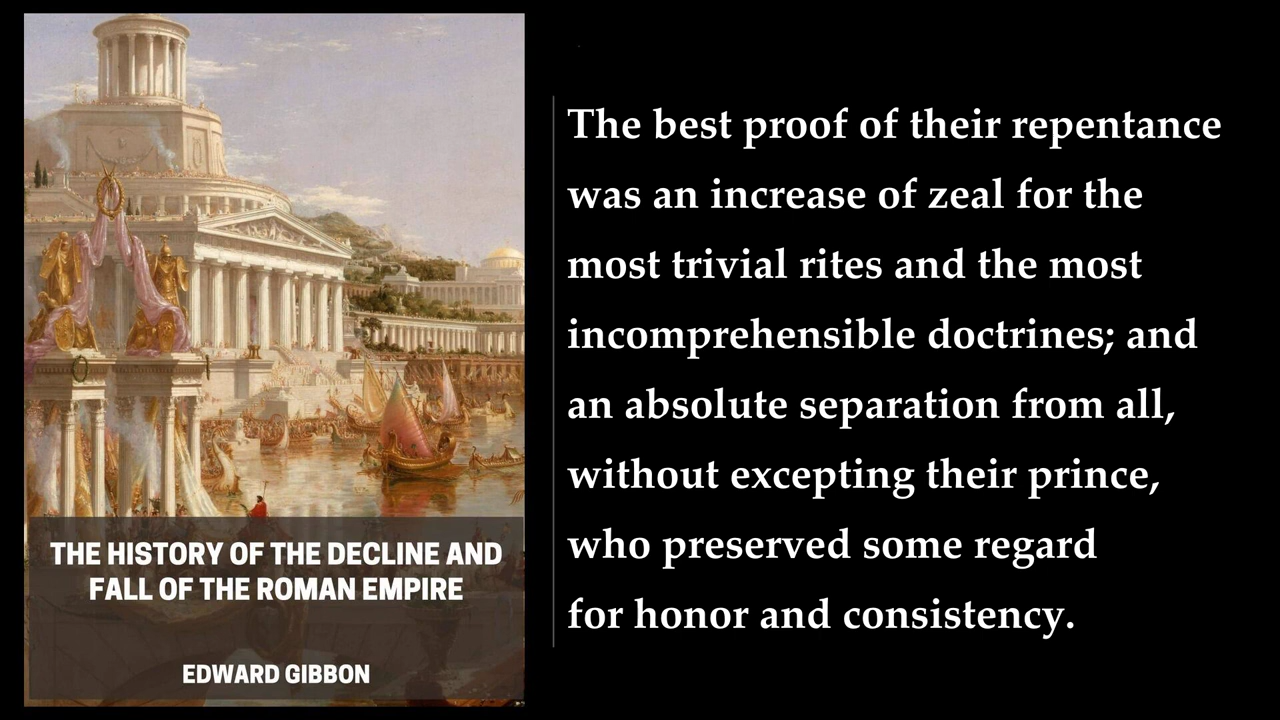 THE HISTORY OF THE DECLINE AND
FALL OF THE ROMAN EMPIRE
EDWARD GIBBON
The best proof of their repentance
was an increase of zeal for the
most trivial rites and the most
incomprehensible doctrines; and
an absolute separation from all,
without excepting their prince,
who preserved some regard
for honor and consistency.